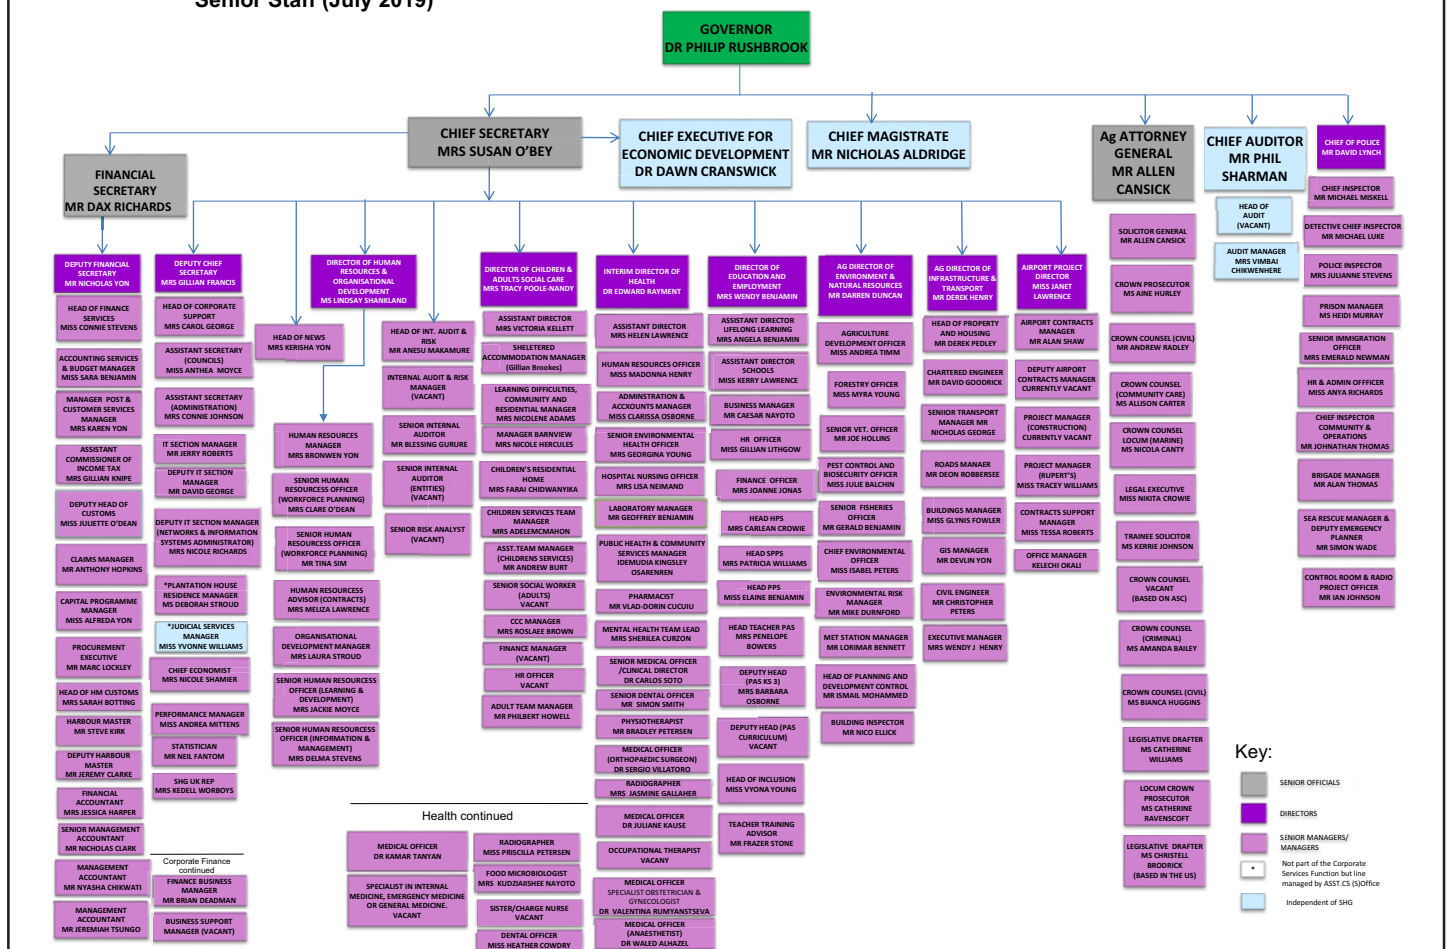 Senior Staff (July 2019)
GOVERNOR
DR PHILIP RUSHBROOK
CHIEF SECRETARY
MRS SUSAN O'BEY
CHIEF EXECUTIVE FOR
ECONOMIC DEVELOPMENT
DR DAWN CRANSWICK
CHIEF MAGISTRATE
MR NICHOLAS ALDRIDGE
Ag ATTORNEY
GENERAL
MR ALLEN
CANSICK
CHIEF AUDITOR
MR PHIL
SHARMAN
CHIEF OF POLICE
MR DAVID LYNCH
FINANCIAL
SECRETARY
MR DAX RICHARDS
DEPUTY FINANCIAL
SECRETARY
MR NICHOLAS YON
HEAD OF FINANCE
SERVICES
MISS CONNIE STEVENS
ACCOUNTING SERVICES
& BUDGET MANAGER
MISS SARA BENJAMIN
MANAGER POST &
CUSTOMER SERVICES
MANAGER
MRS KAREN YON
ASSISTANT
COMMISSIONER OF
INCOME TAX
MRS GILLIAN KNIPE
DEPUTY HEAD OF
CUSTOMS
MISS JULIETTE O'DEAN
CLAIMS MANAGER
MR ANTHONY HOPKINS
CAPITAL PROGRAMME
MANAGER
MISS ALFREDA YON
PROCUREMENT
EXECUTIVE
MR MARC LOCKLEY
HEAD OF HM CUSTOMS
MRS SARAH BOTTING
HARBOUR MASTER
MR STEVE KIRK
DEPUTY HARBOUR
MASTER
MR JEREMY CLARKE
FINANCIAL
ACCOUNTANT
MRS JESSICA HARPER
SENIOR MANAGEMENT
ACCOUNTANT
MR NICHOLAS CLARK
MANAGEMENT
ACCOUNTANT
MR NYASHA CHIKWATI
MANAGEMENT
ACCOUNTANT
MR JEREMIAH TSUNGO
DEPUTY CHIEF
SECRETARY
MRS GILLIAN FRANCIS
HEAD OF CORPORATE
SUPPORT
MRS CAROL GEORGE
ASSISTANT SECRETARY
(COUNCILS)
MISS ANTHEA MOYCE
ASSISTANT SECRETARY
(ADMINISTRATION)
MRS CONNIE JOHNSON
IT SECTION MANAGER
MR JERRY ROBERTS
DEPUTY IT SECTION
MANAGER
MR DAVID GEORGE
DEPUTY IT SECTION MANAGER
(NETWORKS & INFORMATION
SYSTEMS ADMINISTRATOR)
MRS NICOLE RICHARDS
*PLANTATION HOUSE
RESIDENCE MANAGER
MS DEBORAH STROUD
*JUDICIAL SERVICES
MANAGER
MISS YVONNE WILLIAMS
CHIEF ECONOMIST
MRS NICOLE SHAMIER
PERFORMANCE MANAGER
MISS ANDREA MITTENS
STATISTICIAN
MR NEIL FANTOM
SHG UK REP
MRS KEDELL WORBOYS
Corporate Finance
continued
FINANCE BUSINESS
MANAGER
MR BRIAN DEADMAN
BUSINESS SUPPORT
MANAGER (VACANT)
HEAD OF NEWS
MRS KERISHA YON
DIRECTOR OF HUMAN
RESOURCES &
ORGANISATIONAL
DEVELOPMENT
MS LINDSAY SHANKLAND
HUMAN RESOURCES
MANAGER
MRS BRONWEN YON
SENIOR HUMAN
RESOURCESS OFFICER
(WORKFORCE PLANNING)
MRS CLARE O'DEAN
SENIOR HUMAN
RESOURCESS OFFICER
(WORKFORCE PLANNING)
MR TINA SIM
HUMAN RESOURCESS
ADVISOR (CONTRACTS)
MRS MELIZA LAWRENCE
ORGANISATIONAL
DEVELOPMENT MANAGER
MRS LAURA STROUD
SENIOR HUMAN RESOURCESS
OFFICER (LEARNING &
DEVELOPMENT)
MRS JACKIE MOYCE
SENIOR HUMAN RESOURCESS
OFFICER (INFORMATION &
MANAGEMENT)
MRS DELMA STEVENS
HEAD OF INT. AUDIT &
RISK
MR ANESU MAKAMURE
INTERNAL AUDIT & RISK
MANAGER
(VACANT)
SENIOR INTERNAL
AUDITOR
MR BLESSING GURURE
SENIOR INTERNAL
AUDITOR
(ENTITIES)
(VACANT)
SENIOR RISK ANALYST
(VACANT)
DIRECTOR OF CHILDREN &
ADULTS SOCIAL CARE
MRS TRACY POOLE-NANDY
ASSISTANT DIRECTOR
MRS VICTORIA KELLETT
SHELETERED
ACCOMMODATION MANAGER
(Gillian Brookes)
LEARNING DIFFICULTIES,
COMMUNITY AND
RESIDENTIAL MANAGER
MRS NICOLENE ADAMS
MANAGER BARNVIEW
MRS NICOLE HERCULES
CHILDREN'S RESIDENTIAL
HOME
MRS FARAI CHIDWANYIKA
CHILDREN SERVICES TEAM
MANAGER
MRS ADELEMCMAHON
ASST.TEAM MANAGER
(CHILDRENS SERVICES)
MR ANDREW BURT
SENIOR SOCIAL WORKER
(ADULTS)
VACANT
CCC MANAGER
MRS ROSLAEE BROWN
FINANCE MANAGER
(VACANT)
HR OFFICER
VACANT
ADULT TEAM MANAGER
MR PHILBERT HOWELL
INTERIM DIRECTOR OF
HEALTH
DR EDWARD RAYMENT
ASSISTANT DIRECTOR
MRS HELEN LAWRENCE
HUMAN RESOURCES OFFICER
MISS MADONNA HENRY
ADMINSTRATION &
ACCXOUNTS MANAGER
MISS CLARISSA OSBORNE
SENIOR ENVIRONMENTAL
HEALTH OFFICER
MRS GEORGINA YOUNG
HOSPITAL NURSING OFFICER
MRS LISA NEIMAND
LABORATORY MANAGER
MR GEOFFREY BENJAMIN
PUBLIC HEALTH & COMMUNITY
SERVICES MANAGER
IDEMUDIA KINGSLEY
OSARENREN
PHARMACIST
MR VLAD-DORIN CUCUIU
MENTAL HEALTH TEAM LEAD
MRS SHERILEA CURZON
SENIOR MEDICAL OFFICER
/CLINICAL DIRECTOR
DR CARLOS SOTO
SENIOR DENTAL OFFICER
MR SIMON SMITH
PHYSIOTHERAPIST
MR BRADLEY PETERSEN
MEDICAL OFFICER
(ORTHOPAEDIC SURGEON)
DR SERGIO VILLATORO
RADIOGRAPHER
MRS JASMINE GALLAHER
MEDICAL OFFICER
DR JULIANE KAUSE
OCCUPATIONAL THERAPIST
VACANY
MEDICAL OFFICER
SPECIALIST OBSTETRICIAN &
GYNECOLOGIST
DR VALENTINA RUMYANSTSEVA
MEDICAL OFFICER
(ANAESTHETIST)
DR WALED ALHAZEL
Health continued
MEDICAL OFFICER
DR KAMAR TANYAN
SPECIALIST IN INTERNAL
MEDICINE, EMERGENCY MEDICINE
OR GENERAL MEDICINE.
VACANT
RADIOGRAPHER
MISS PRISCILLA PETERSEN
FOOD MICROBIOLOGIST
MRS KUDZIAIISHEE NAYOTO
SISTER/CHARGE NURSE
VACANT
DENTAL OFFICER
MISS HEATHER COWDRY
DIRECTOR OF
EDUCATION AND
EMPLOYMENT
MRS WENDY BENJAMIN
ASSISTANT DIRECTOR
LIFELONG LEARNING
MRS ANGELA BENJAMIN
ASSISTANT DIRECTOR
SCHOOLS
MISS KERRY LAWRENCE
BUSINESS MANAGER
MR CAESAR NAYOTO
HR OFFICER
MISS GILLIAN LITHGOW
FINANCE OFFICER
MRS JOANNE JONAS
HEAD HPS
MRS CARLEAN CROWIE
HEAD SPPS
MRS PATRICIA WILLIAMS
HEAD PPS
MISS ELAINE BENJAMIN
HEAD TEACHER PAS
MRS PENELOPE
BOWERS
DEPUTY HEAD
(PAS KS 3)
MRS BARBARA
OSBORNE
DEPUTY HEAD (PAS
CURRICULUM)
VACANT
HEAD OF INCLUSION
MISS VYONA YOUNG
TEACHER TRAINING
ADVISOR
MR FRAZER STONE
AG DIRECTOR OF
ENVIRONMENT &
NATURAL RESOURCES
MR DARREN DUNCAN
AGRICULTURE
DEVELOPMENT OFFICER
MISS ANDREA TIMM
FORESTRY OFFICER
MISS MYRA YOUNG
SENIOR VET. OFFICER
MR JOE HOLLINS
PEST CONTROL AND
BIOSECURITY OFFICER
MISS JULIE BALCHIN
SENIOR FISHERIES
OFFICER
MR GERALD BENJAMIN
CHIEF ENVIRONMENTAL
OFFICER
MISS ISABEL PETERS
ENVIRONMENTAL RISK
MANAGER
MR MIKE DURNFORD
MET STATION MANAGER
MR LORIMAR BENNETT
HEAD OF PLANNING AND
DEVELOPMENT CONTROL
MR ISMAIL MOHAMMED
BUILDING INSPECTOR
MR NICO ELLICK
AG DIRECTOR OF
INFRASTRUCTURE &
TRANSPORT
MR DEREK HENRY
HEAD OF PROPERTY
AND HOUSING
MR DEREK PEDLEY
CHARTERED ENGINEER
MR DAVID GOODRICK
SENIIOR TRANSPORT
MANAGER MR
NICHOLAS GEORGE
ROADS MANAER
MR DEON ROBBERSEE
BUILDINGS MANAGER
MISS GLYNIS FOWLER
GIS MANAGER
MR DEVLIN YON
CIVIL ENGINEER
MR CHRISTOPHER
PETERS
EXECUTIVE MANAGER
MRS WENDY J HENRY
AIRPORT PROJECT
DIRECTOR
MISS JANET
LAWRENCE
AIRPORT CONTRACTS
MANAGER
MR ALAN SHAW
DEPUTY AIRPORT
CONTRACTS MANAGER
CURRENTLY VACANT
PROJECT MANAGER
(CONSTRUCTION)
CURRENTLY VACANT
PROJECT MANAGER
(RUPERT'S)
MISS TRACEY WILLIAMS
CONTRACTS SUPPORT
MANAGER
MISS TESSA ROBERTS
OFFICE MANAGER
KELECHI OKALI
SOLICITOR GENERAL
MR ALLEN CANSICK
CROWN PROSECUTOR
MS AINE HURLEY
CROWN COUNSEL (CIVIL)
MR ANDREW RADLEY
CROWN COUNSEL
(COMMUNITY CARE)
MS ALLISON CARTER
CROWN COUNSEL
LOCUM (MARINE)
MS NICOLA CANTY
LEGAL EXECUTIVE
MISS NIKITA CROWIE
TRAINEE SOLICITOR
MS KERRIE JOHNSON
CROWN COUNSEL
VACANT
(BASED ON ASC)
CROWN COUNSEL
(CRIMINAL)
MS AMANDA BAILEY
CROWN COUNSEL (CIVIL)
MS BIANCA HUGGINS
LEGISLATIVE DRAFTER
MS CATHERINE
WILLIAMS
LOCUM CROWN
PROSECUTOR
MS CATHERINE
RAVENSCOFT
LEGISLATIVE DRAFTER
MS CHRISTELL
BRODRICK
(BASED IN THE US)
HEAD OF
AUDIT
(VACANT)
AUDIT MANAGER
MRS VIMBAI
CHIKWENHERE
CHIEF INSPECTOR
MR MICHAEL MISKELL
DETECTIVE CHIEF INSPECTOR
MR MICHAEL LUKE
POLICE INSPECTOR
MRS JULIANNE STEVENS
PRISON MANAGER
MS HEIDI MURRAY
SENIOR IMMIGRATION
OFFICER
MRS EMERALD NEWMAN
HR & ADMIN OFFICER
MISS ANYA RICHARDS
CHIEF INSPECTOR
COMMUNITY &
OPERATIONS
MR JOHNATHAN THOMAS
BRIGADE MANAGER
MR ALAN THOMAS
SEA RESCUE MANAGER &
DEPUTY EMERGENCY
PLANNER
MR SIMON WADE
CONTROL ROOM & RADIO
PROJECT OFFICER
MR IAN JOHNSON
Key:
SENIOR OFFICIALS
DIRECTORS
SENIOR MANAGERS/
MANAGERS
*
Not part of the Corporate
Services Function but line
managed by ASST.CS (S)Office
Independent of SHG